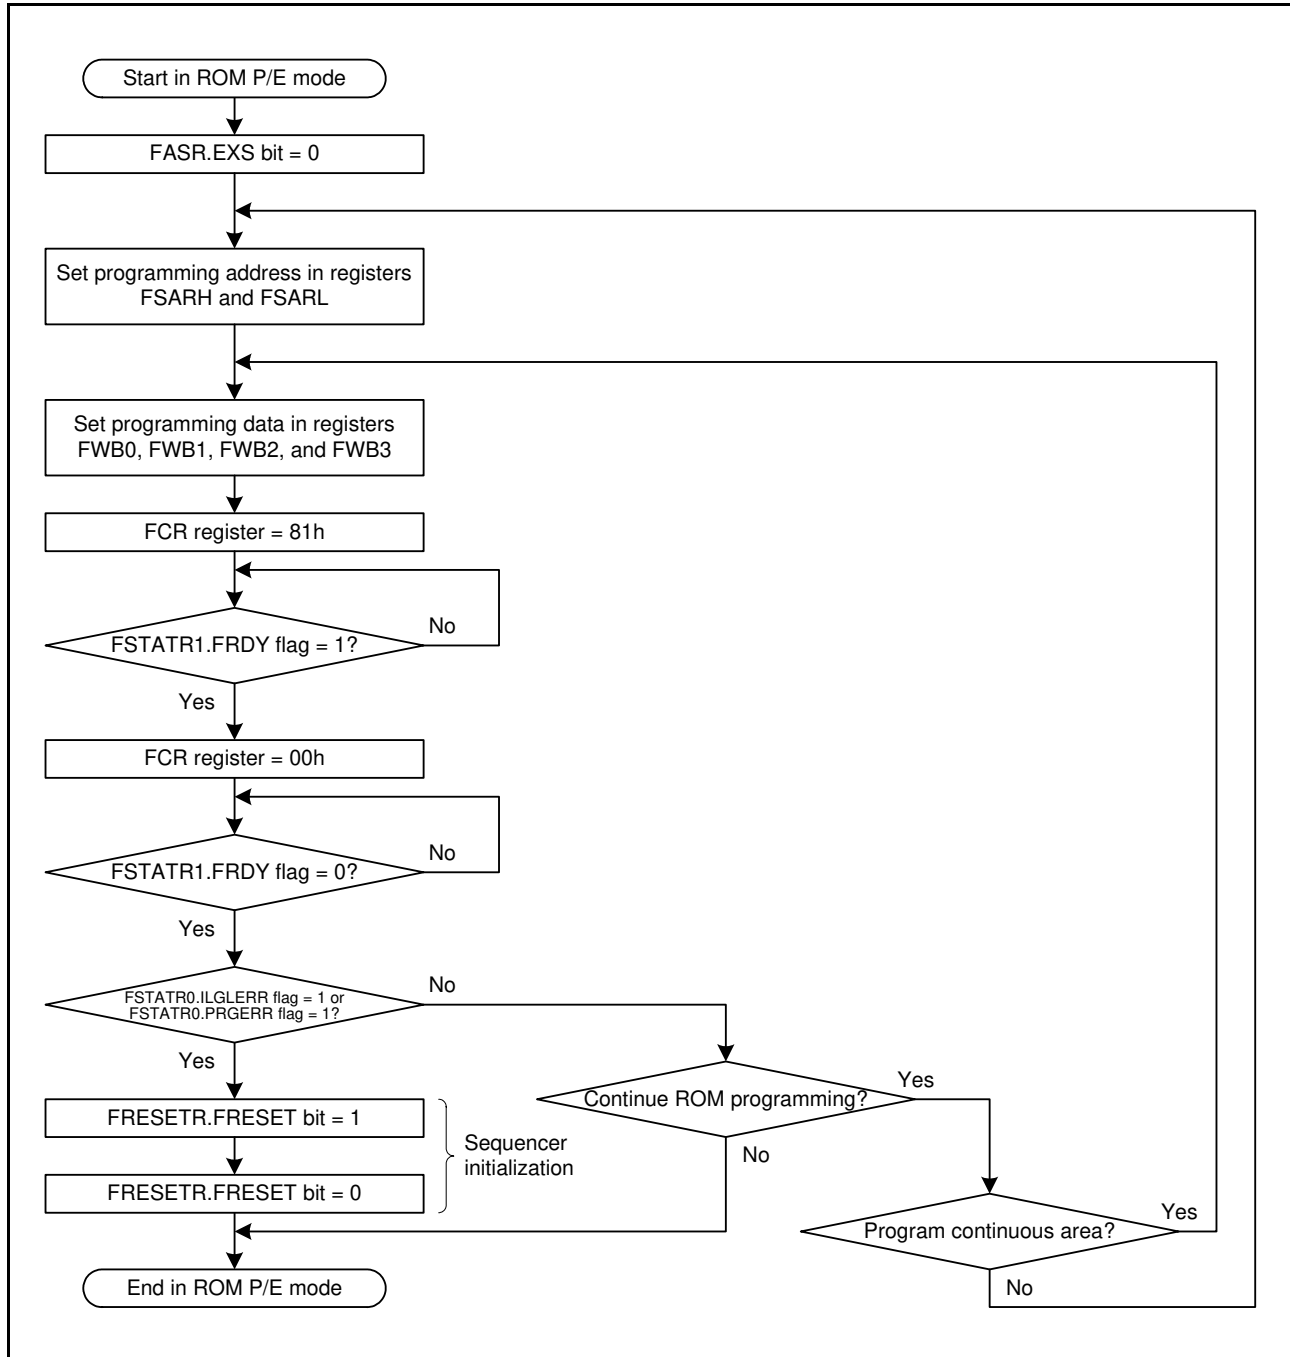 Start in ROM P/E mode
FASR.EXS bit = 0
Set programming address in registers
FSARH and FSARL
Set programming data in registers
FWB0, FWB1, FWB2, and FWB3
FCR register = 81h
FSTATR1.FRDY flag = 1?
No
Yes
FCR register = 00h
FSTATR1.FRDY flag = 0?
No
Yes
FSTATR0.ILGLERR flag = 1 or
FSTATR0.PRGERR flag = 1?
No
Yes
Continue ROM programming?
Yes
No
FRESETR.FRESET bit = 1
Sequencer
initialization
FRESETR.FRESET bit = 0
Program continuous area?
Yes
No
End in ROM P/E mode